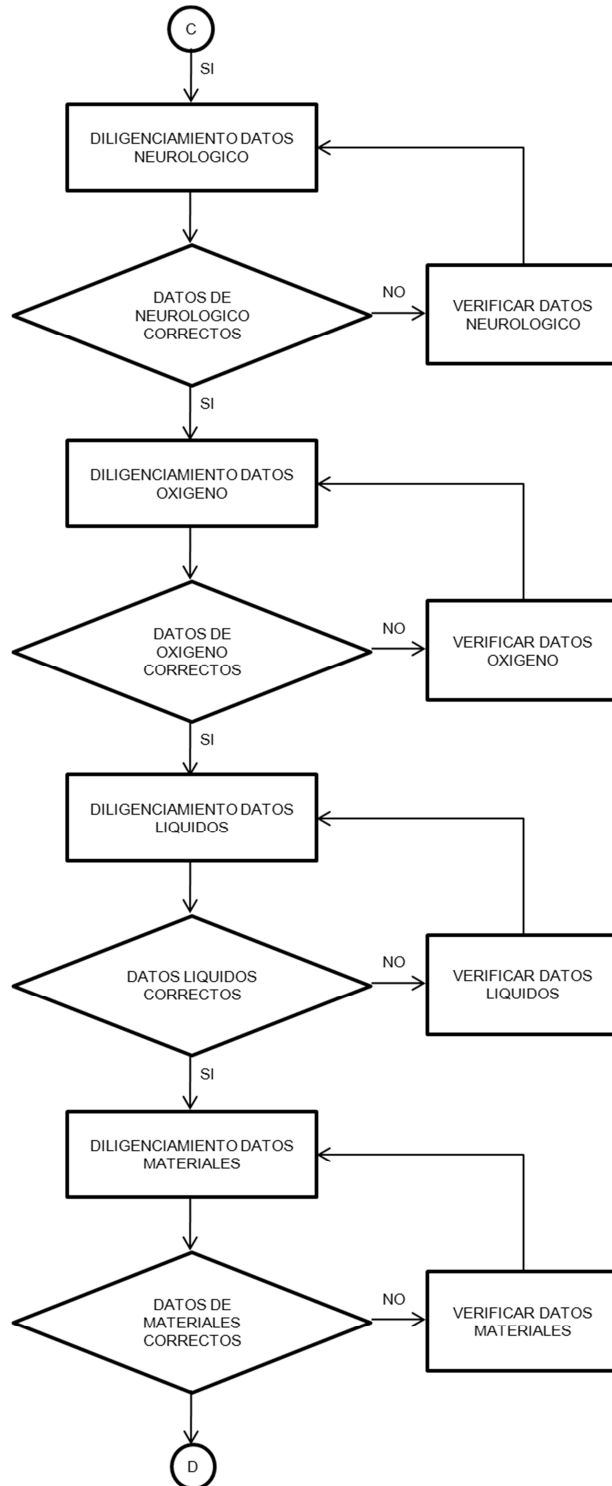 C
SI
DILIGENCIAMIENTO DATOS
NEUROLOGICO
DATOS DE
NEUROLOGICO
CORRECTOS
NO
VERIFICAR DATOS
NEUROLOGICO
SI
DILIGENCIAMIENTO DATOS
OXIGENO
DATOS DE
OXIGENO
CORRECTOS
NO
VERIFICAR DATOS
OXIGENO
SI
DILIGENCIAMIENTO DATOS
LIQUIDOS
DATOS LIQUIDOS
CORRECTOS
NO
VERIFICAR DATOS
LIQUIDOS
SI
DILIGENCIAMIENTO DATOS
MATERIALES
DATOS DE
MATERIALES
CORRECTOS
NO
VERIFICAR DATOS
MATERIALES
D